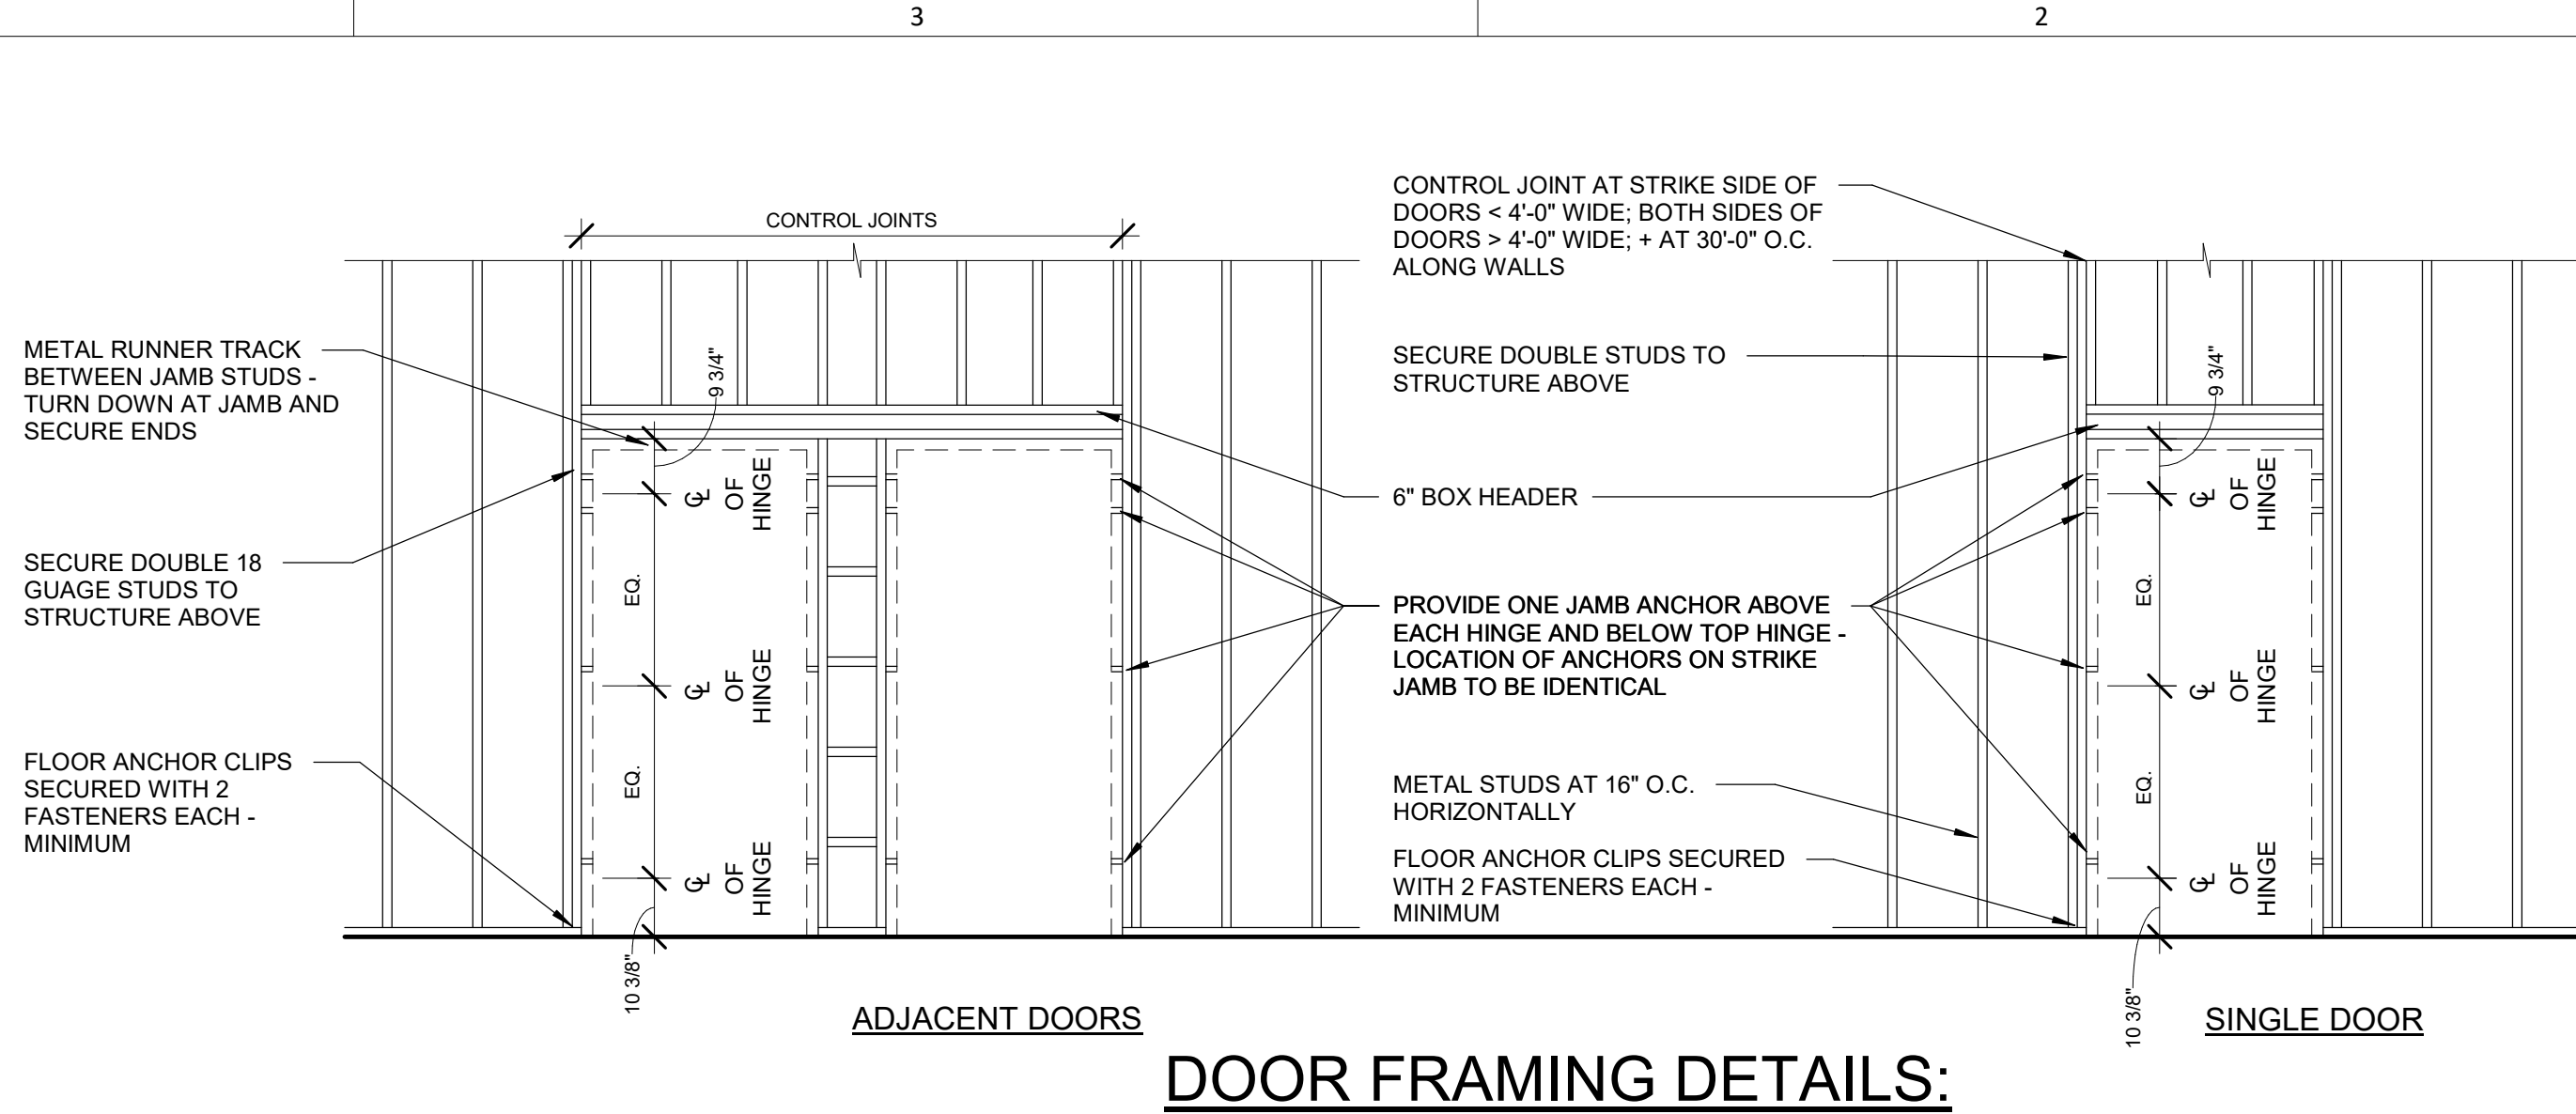 3
2
CONTROL JOINTS
METAL RUNNER TRACK
BETWEEN JAMB STUDS -
TURN DOWN AT JAMB AND
SECURE ENDS
SECURE DOUBLE 18
GUAGE STUDS TO
STRUCTURE ABOVE
FLOOR ANCHOR CLIPS
SECURED WITH 2
FASTENERS EACH -
MINIMUM
9 3/4"
℄
OF
HINGE
EQ.
℄
OF
HINGE
EQ.
℄
OF
HINGE
10 3/8"
ADJACENT DOORS
CONTROL JOINT AT STRIKE SIDE OF
DOORS < 4'-0" WIDE; BOTH SIDES OF
DOORS > 4'-0" WIDE; + AT 30'-0" O.C.
ALONG WALLS
SECURE DOUBLE STUDS TO
STRUCTURE ABOVE
6" BOX HEADER
PROVIDE ONE JAMB ANCHOR ABOVE
EACH HINGE AND BELOW TOP HINGE -
LOCATION OF ANCHORS ON STRIKE
JAMB TO BE IDENTICAL
METAL STUDS AT 16" O.C.
HORIZONTALLY
FLOOR ANCHOR CLIPS SECURED
WITH 2 FASTENERS EACH -
MINIMUM
9 3/4"
℄
OF
HINGE
EQ.
℄
OF
HINGE
EQ.
℄
OF
HINGE
10 3/8"
SINGLE DOOR
DOOR FRAMING DETAILS: